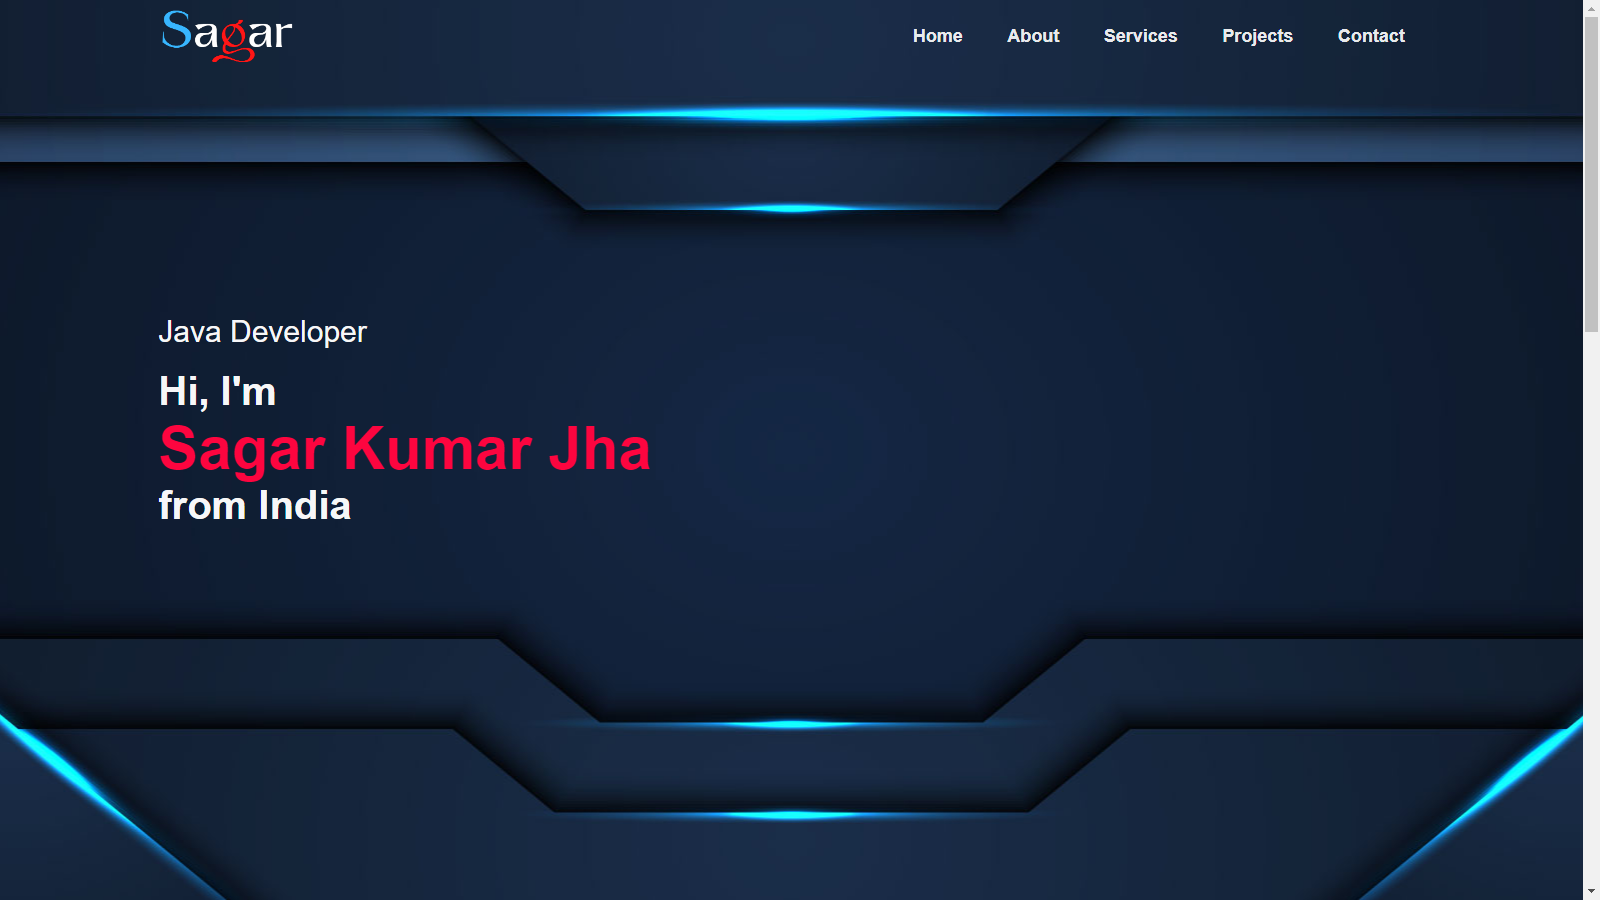 Sagar
Home About Services Projects Contact
Java Developer
Hi, I'm
Sagar Kumar Jha
from India